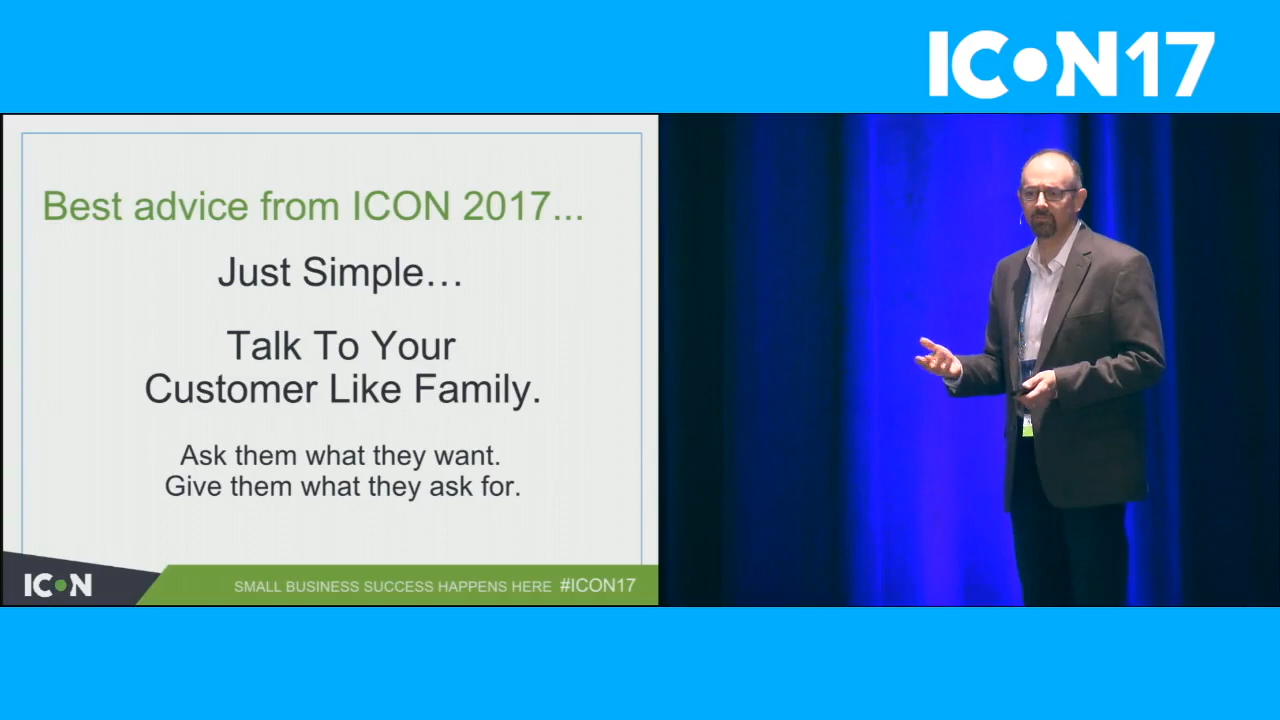 ICON17
Best advice from ICON 2017...
Just Simple…
Talk To Your
Customer Like Family.
Ask them what they want.
Give them what they ask for.
ICON
SMALL BUSINESS SUCCESS HAPPENS HERE #ICON17